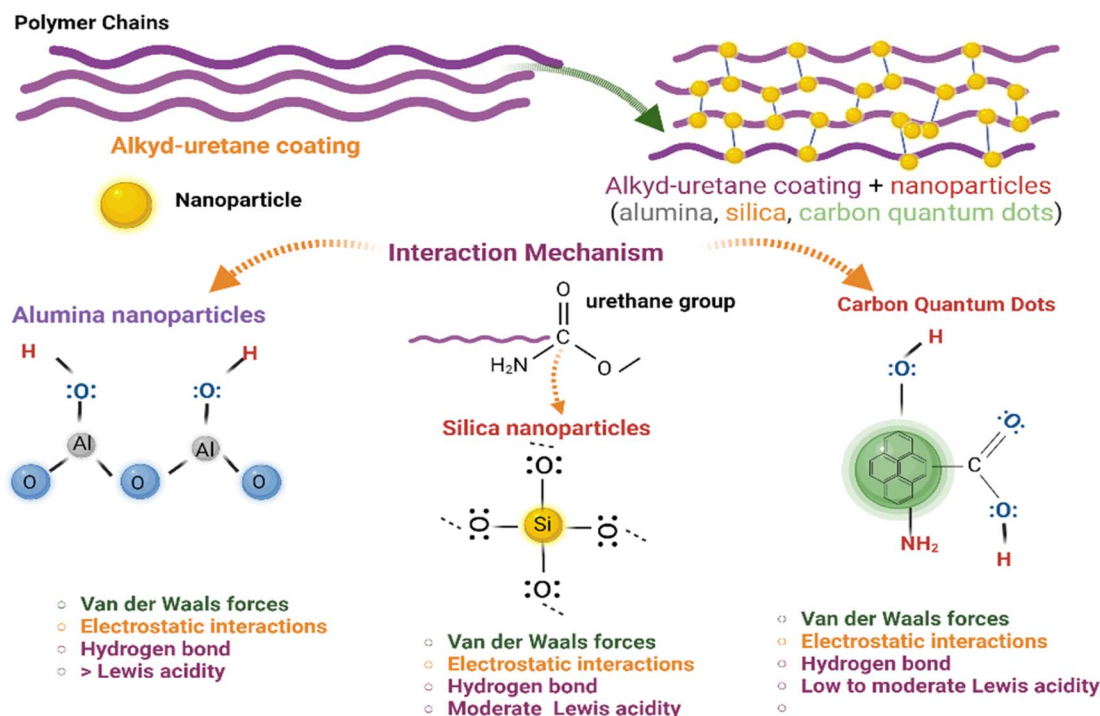 Polymer Chains
Alkyd-uretane coating
Nanoparticle
Alkyd-uretane coating + nanoparticles
(alumina, silica, carbon quantum dots)
Interaction Mechanism
Alumina nanoparticles
H H
:O: :O:
Al Al
O O O
> Van der Waals forces
Electrostatic interactions
Hydrogen bond
> Lewis acidity
O
urethane group
C
H₂N O
Silica nanoparticles
:O:
O Si O
:O:
Van der Waals forces
Electrostatic interactions
Hydrogen bond
Moderate Lewis acidity
Carbon Quantum Dots
H
:O:
O
C
:O:
NH₂ H
Van der Waals forces
Electrostatic interactions
Hydrogen bond
Low to moderate Lewis acidity